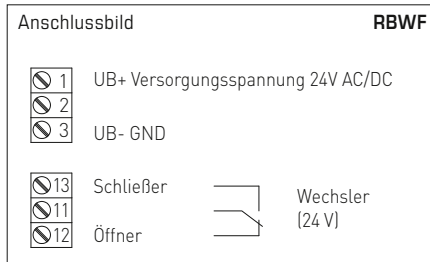 Anschlussbild RBWF
1 UB+ Versorgungsspannung 24V AC/DC
2
3 UB- GND
13 Schließer
11 Wechsler
(24 V)
12 Öffner